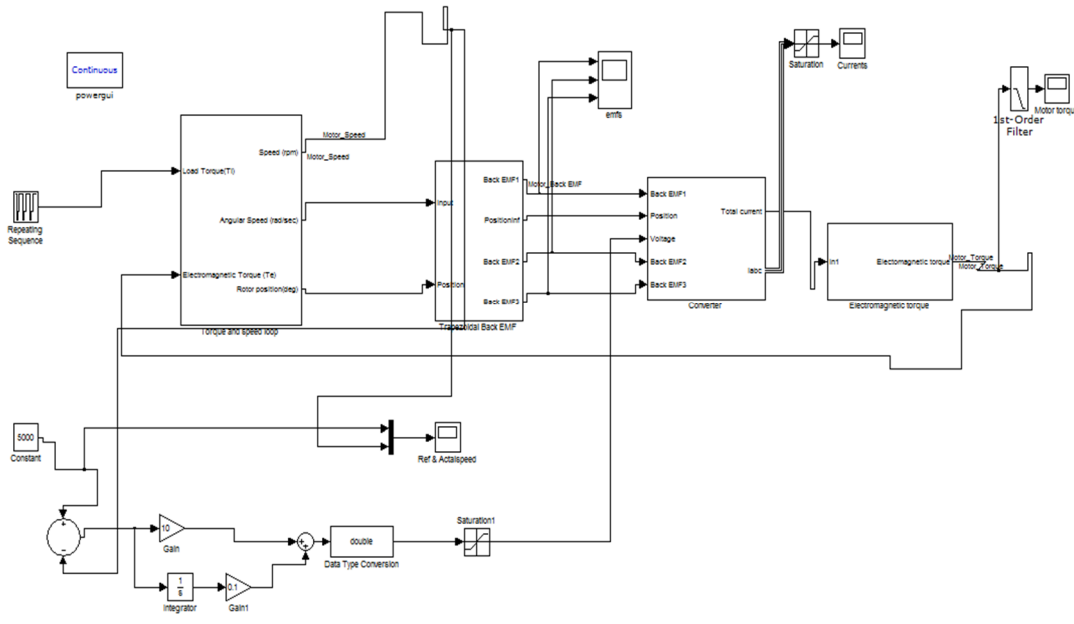 Continuous
powergui
Repeating
Sequence
Load Torque(Tl)
Electromagnetic Torque (Te)
Speed (rpm)
Angular Speed (rad/sec)
Rotor position(deg)
Torque and speed loop
Motor_Speed
Motor_Speed
Input
Position
Back EMF1
PositionInf
Back EMF2
Back EMF3
Trapezoidal Back EMF
Motor_Back EMF
emfs
Back EMF1
Position
Voltage
Back EMF2
Back EMF3
Total current
Iabc
Converter
Saturation
Currents
In1
Electomagnetic torque
Electromagnetic torque
Motor_Torque
Motor_Torque
1st-Order
Filter
Motor torqu
5000
Constant
Ref & Actalspeed
+
−
10
Gain
1
s
Integrator
0.1
Gain1
+
+
double
Data Type Conversion
Saturation1